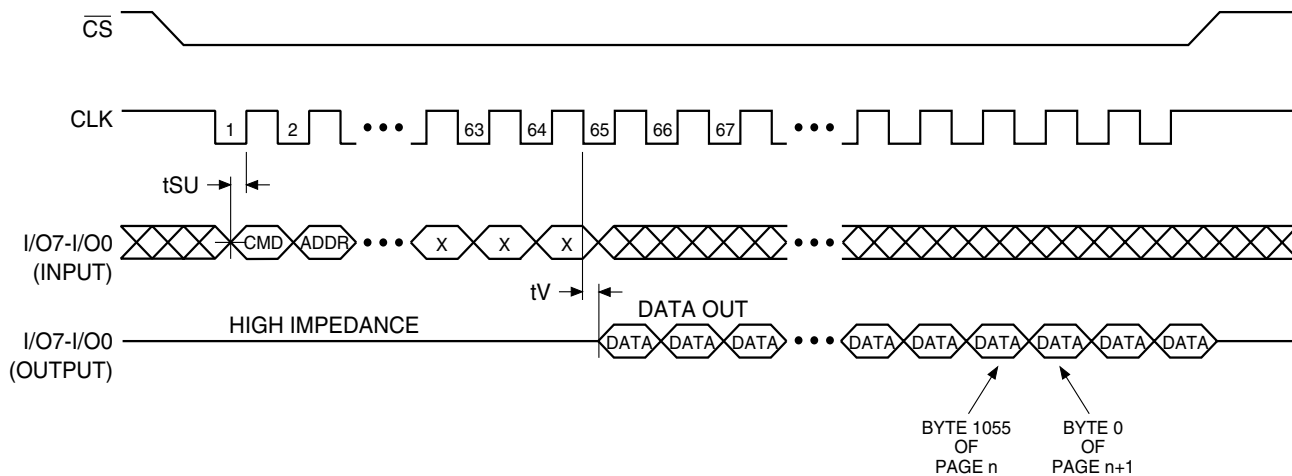 CS
CLK 1 2 ••• 63 64 65 66 67 •••
tSU
I/O7-I/O0
(INPUT)
CMD ADDR ••• X X X •••
tV
DATA OUT
HIGH IMPEDANCE
I/O7-I/O0
(OUTPUT)
DATA DATA DATA ••• DATA DATA DATA DATA DATA DATA
BYTE 1055
OF
PAGE n
BYTE 0
OF
PAGE n+1